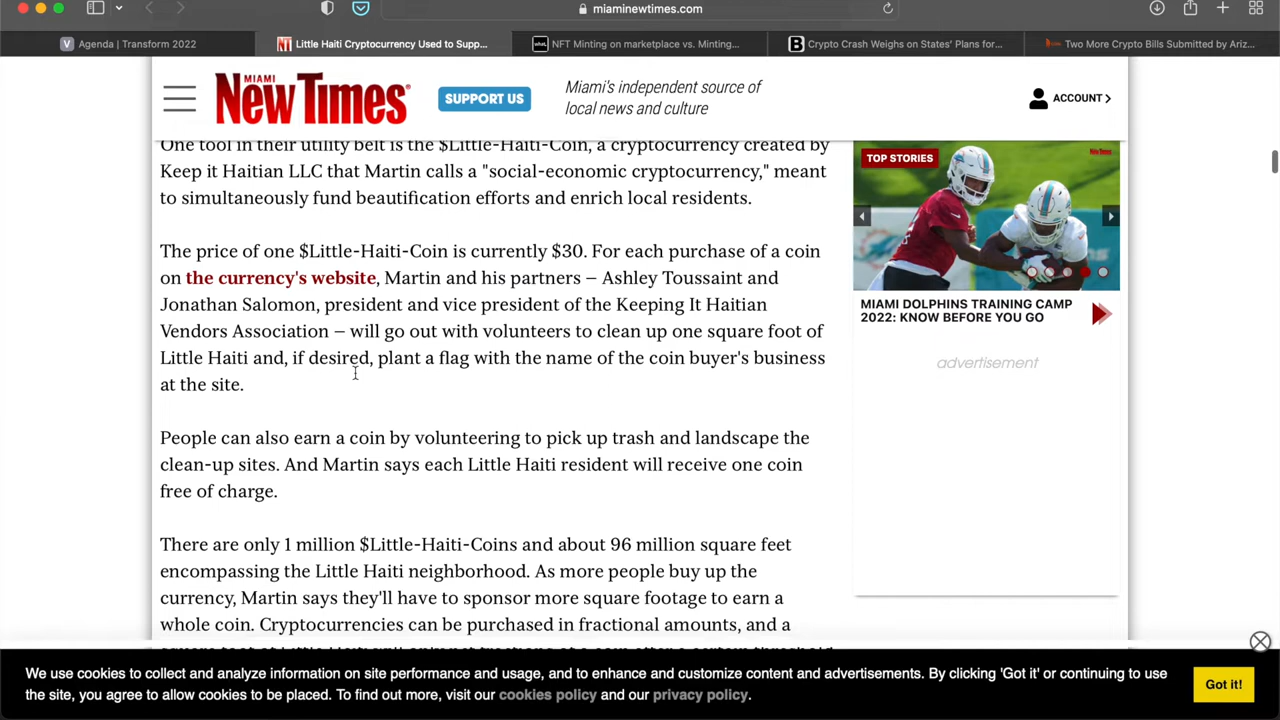 miaminewtimes.com
Agenda | Transform 2022
Little Haiti Cryptocurrency Used to Supp...
NFT Minting on marketplace vs. Minting...
Crypto Crash Weighs on States' Plans for...
Two More Crypto Bills Submitted by Ariz...
MIAMI
New Times
SUPPORT US
Miami's independent source of
local news and culture
ACCOUNT
One tool in their utility belt is the $Little-Haiti-Coin, a cryptocurrency created by
Keep it Haitian LLC that Martin calls a "social-economic cryptocurrency," meant
to simultaneously fund beautification efforts and enrich local residents.
The price of one $Little-Haiti-Coin is currently $30. For each purchase of a coin
on the currency's website, Martin and his partners – Ashley Toussaint and
Jonathan Salomon, president and vice president of the Keeping It Haitian
Vendors Association – will go out with volunteers to clean up one square foot of
Little Haiti and, if desired, plant a flag with the name of the coin buyer's business
at the site.
People can also earn a coin by volunteering to pick up trash and landscape the
clean-up sites. And Martin says each Little Haiti resident will receive one coin
free of charge.
There are only 1 million $Little-Haiti-Coins and about 96 million square feet
encompassing the Little Haiti neighborhood. As more people buy up the
currency, Martin says they'll have to sponsor more square footage to earn a
whole coin. Cryptocurrencies can be purchased in fractional amounts, and a
TOP STORIES
MIAMI DOLPHINS TRAINING CAMP
2022: KNOW BEFORE YOU GO
advertisement
We use cookies to collect and analyze information on site performance and usage, and to enhance and customize content and advertisements. By clicking 'Got it' or continuing to
use the site, you agree to allow cookies to be placed. To find out more, visit our cookies policy and our privacy policy.
Got it!